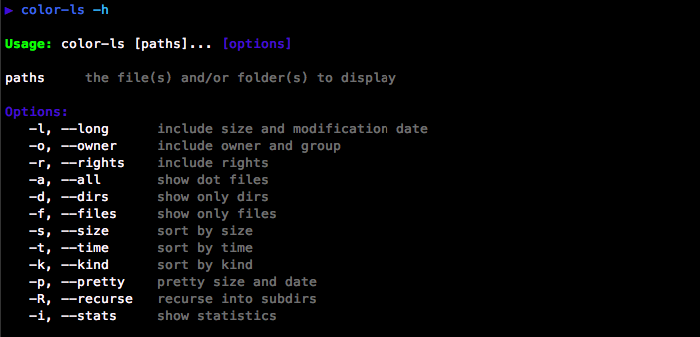 ▶ color-ls -h
Usage: color-ls [paths]... [options]
paths     the file(s) and/or folder(s) to display
Options:
-l, --long      include size and modification date
-o, --owner     include owner and group
-r, --rights    include rights
-a, --all       show dot files
-d, --dirs      show only dirs
-f, --files     show only files
-s, --size      sort by size
-t, --time      sort by time
-k, --kind      sort by kind
-p, --pretty    pretty size and date
-R, --recurse   recurse into subdirs
-i, --stats     show statistics